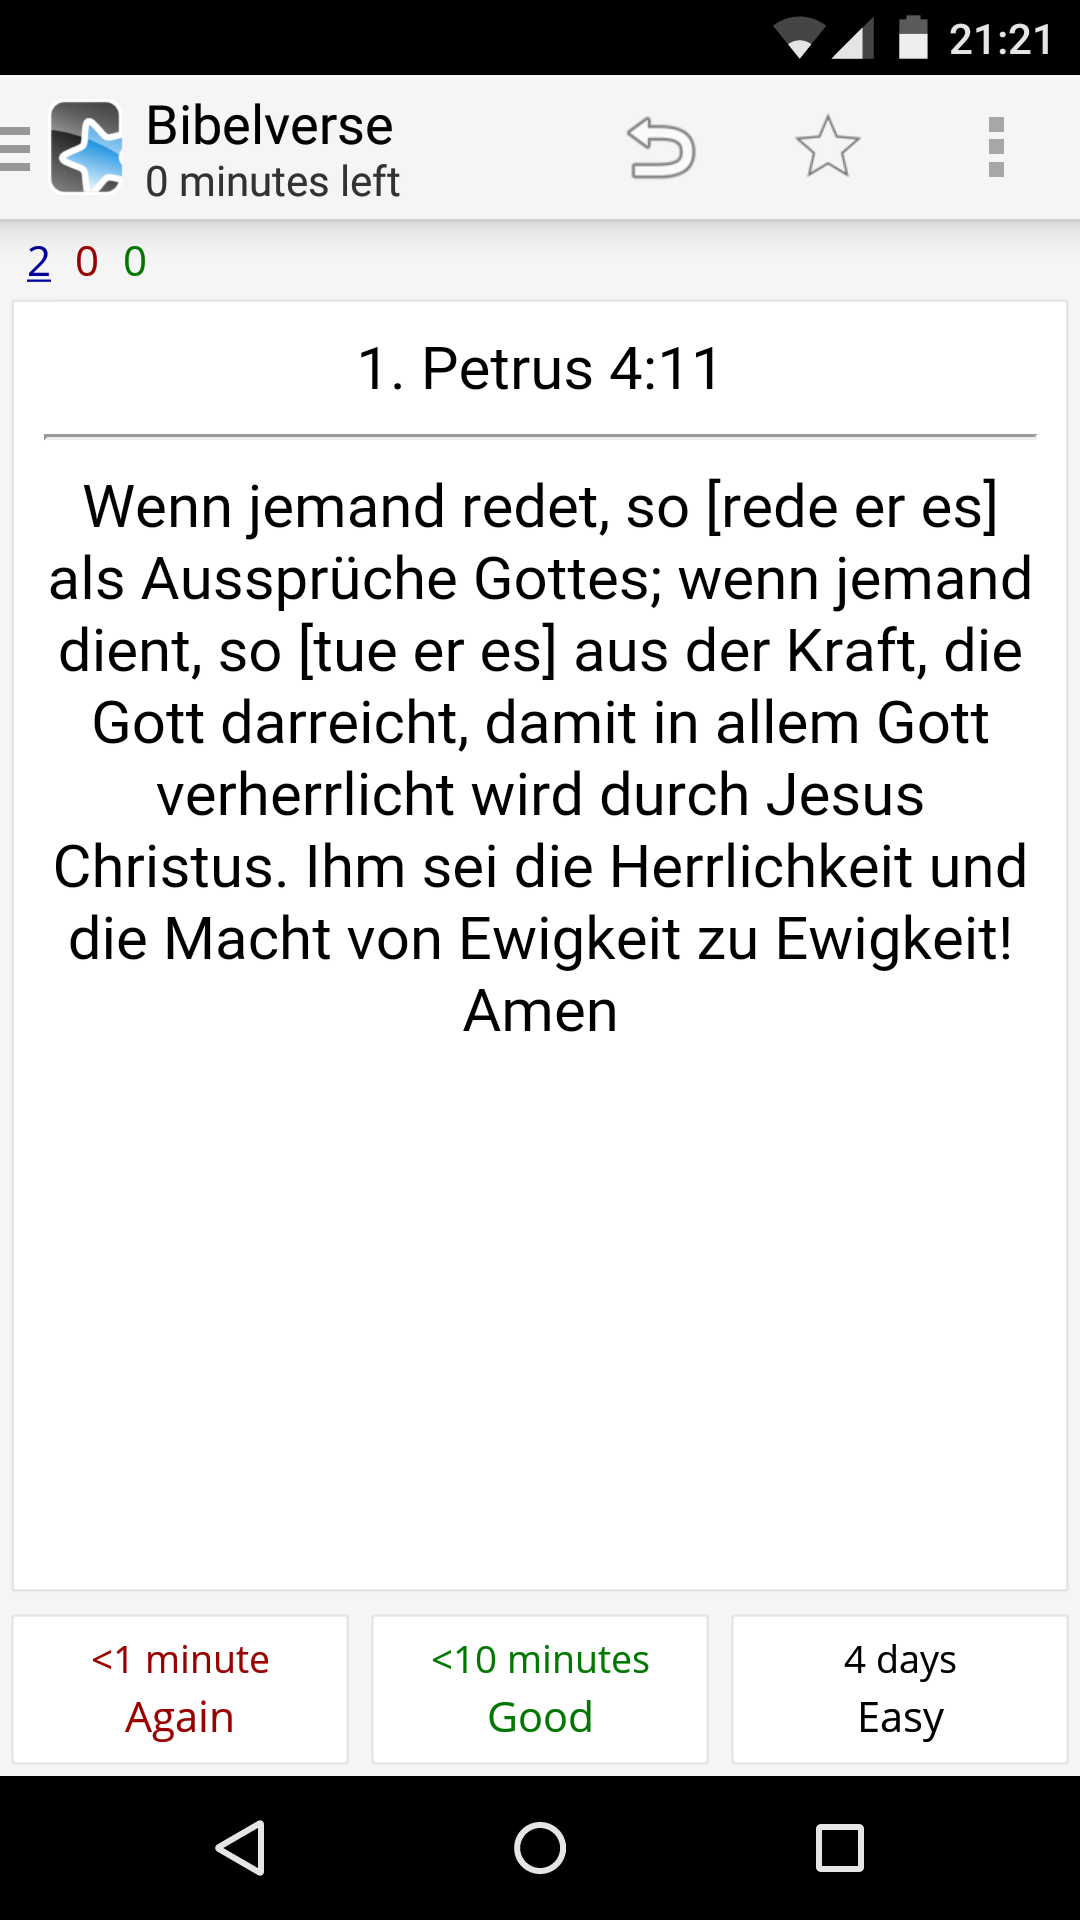 21:21
Bibelverse
0 minutes left
2 0 0
1. Petrus 4:11
Wenn jemand redet, so [rede er es]
als Aussprüche Gottes; wenn jemand
dient, so [tue er es] aus der Kraft, die
Gott darreicht, damit in allem Gott
verherrlicht wird durch Jesus
Christus. Ihm sei die Herrlichkeit und
die Macht von Ewigkeit zu Ewigkeit!
Amen
<1 minute
Again
<10 minutes
Good
4 days
Easy